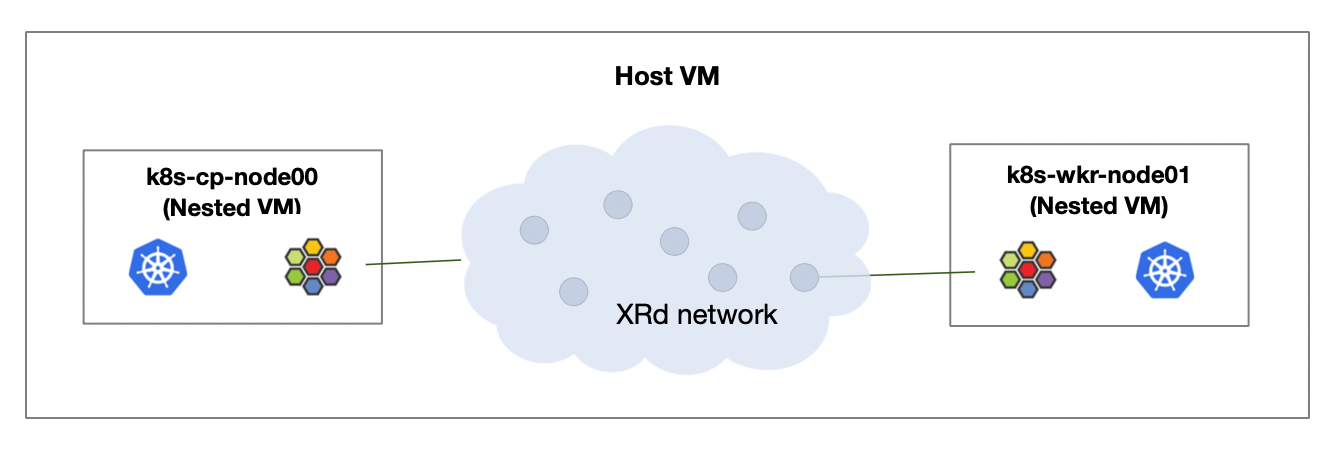 Host VM
k8s-cp-node00
(Nested VM)
k8s-wkr-node01
(Nested VM)
XRd network